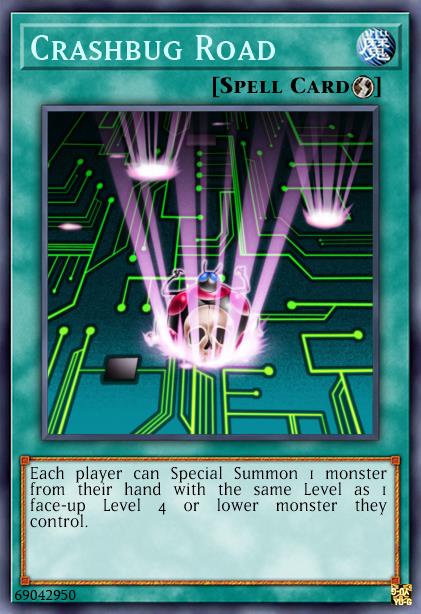 Crashbug Road
[Spell Card]
Each player can Special Summon 1 monster
from their hand with the same Level as 1
face-up Level 4 or lower monster they
control.
69042950